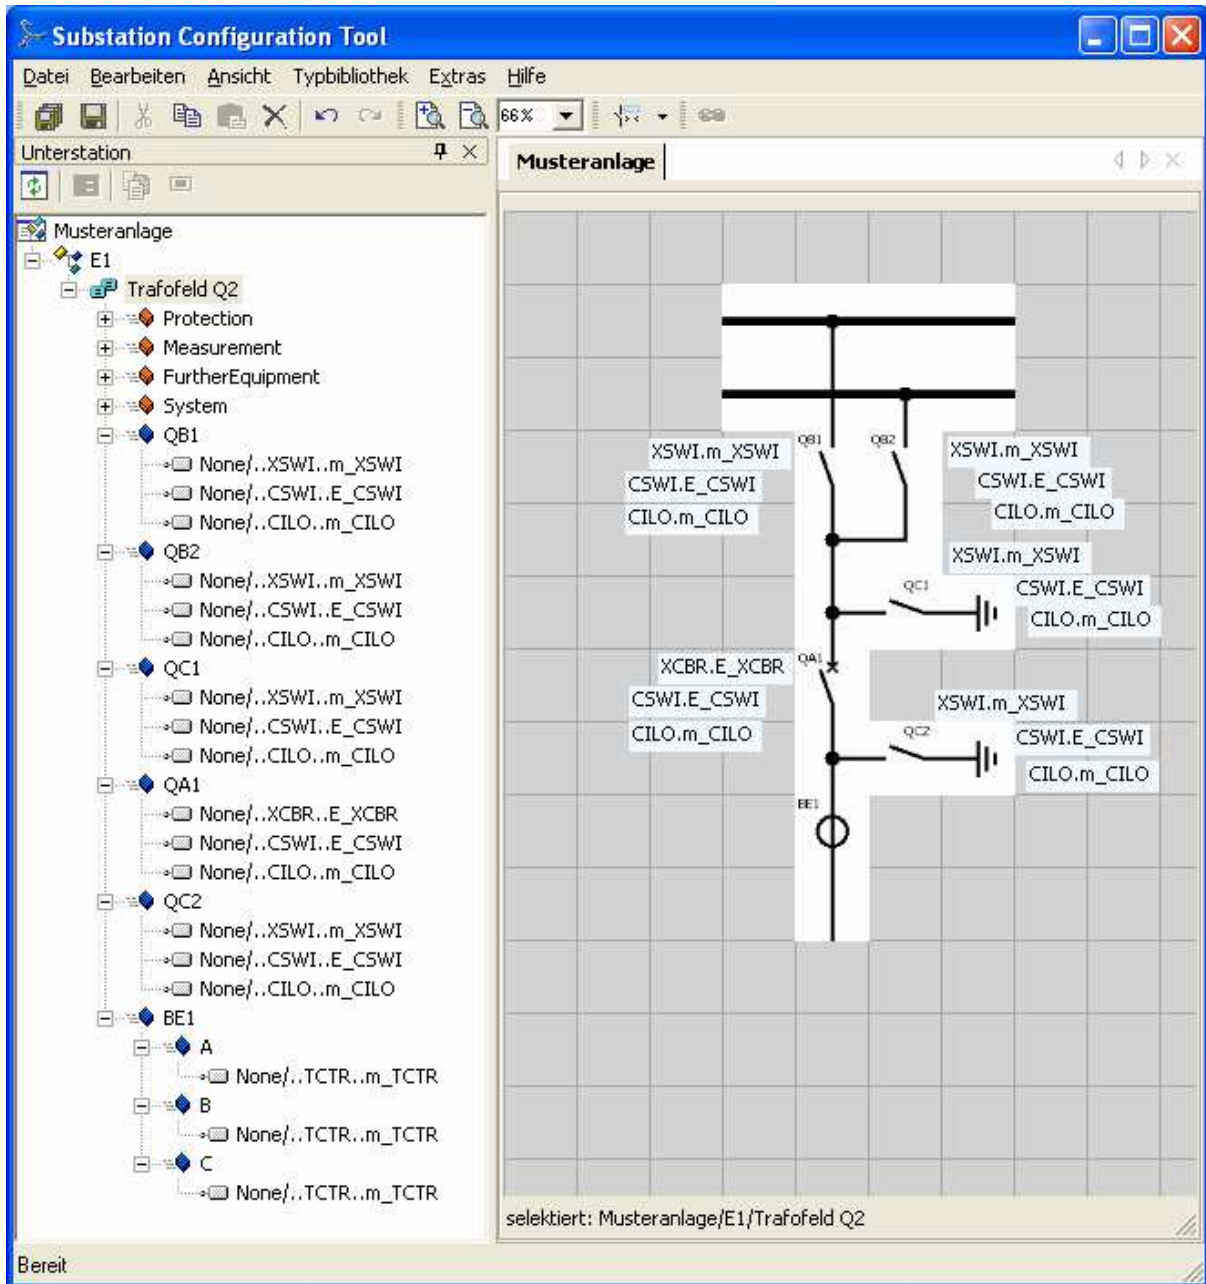 Substation Configuration Tool
Datei Bearbeiten Ansicht Typbibliothek Extras Hilfe
66%
Unterstation
Musteranlage
Musteranlage
E1
Trafofeld Q2
Protection
Measurement
FurtherEquipment
System
QB1
None/..XSWI..m_XSWI
None/..CSWI..E_CSWI
None/..CILO..m_CILO
QB2
None/..XSWI..m_XSWI
None/..CSWI..E_CSWI
None/..CILO..m_CILO
QC1
None/..XSWI..m_XSWI
None/..CSWI..E_CSWI
None/..CILO..m_CILO
QA1
None/..XCBR..E_XCBR
None/..CSWI..E_CSWI
None/..CILO..m_CILO
QC2
None/..XSWI..m_XSWI
None/..CSWI..E_CSWI
None/..CILO..m_CILO
BE1
A
None/..TCTR..m_TCTR
B
None/..TCTR..m_TCTR
C
None/..TCTR..m_TCTR
QB1
QB2
XSWI.m_XSWI
CSWI.E_CSWI
CILO.m_CILO
XSWI.m_XSWI
CSWI.E_CSWI
CILO.m_CILO
XSWI.m_XSWI
QC1
CSWI.E_CSWI
CILO.m_CILO
XCBR.E_XCBR
QA1
CSWI.E_CSWI
CILO.m_CILO
XSWI.m_XSWI
QC2
CSWI.E_CSWI
CILO.m_CILO
BE1
selektiert: Musteranlage/E1/Trafofeld Q2
Bereit